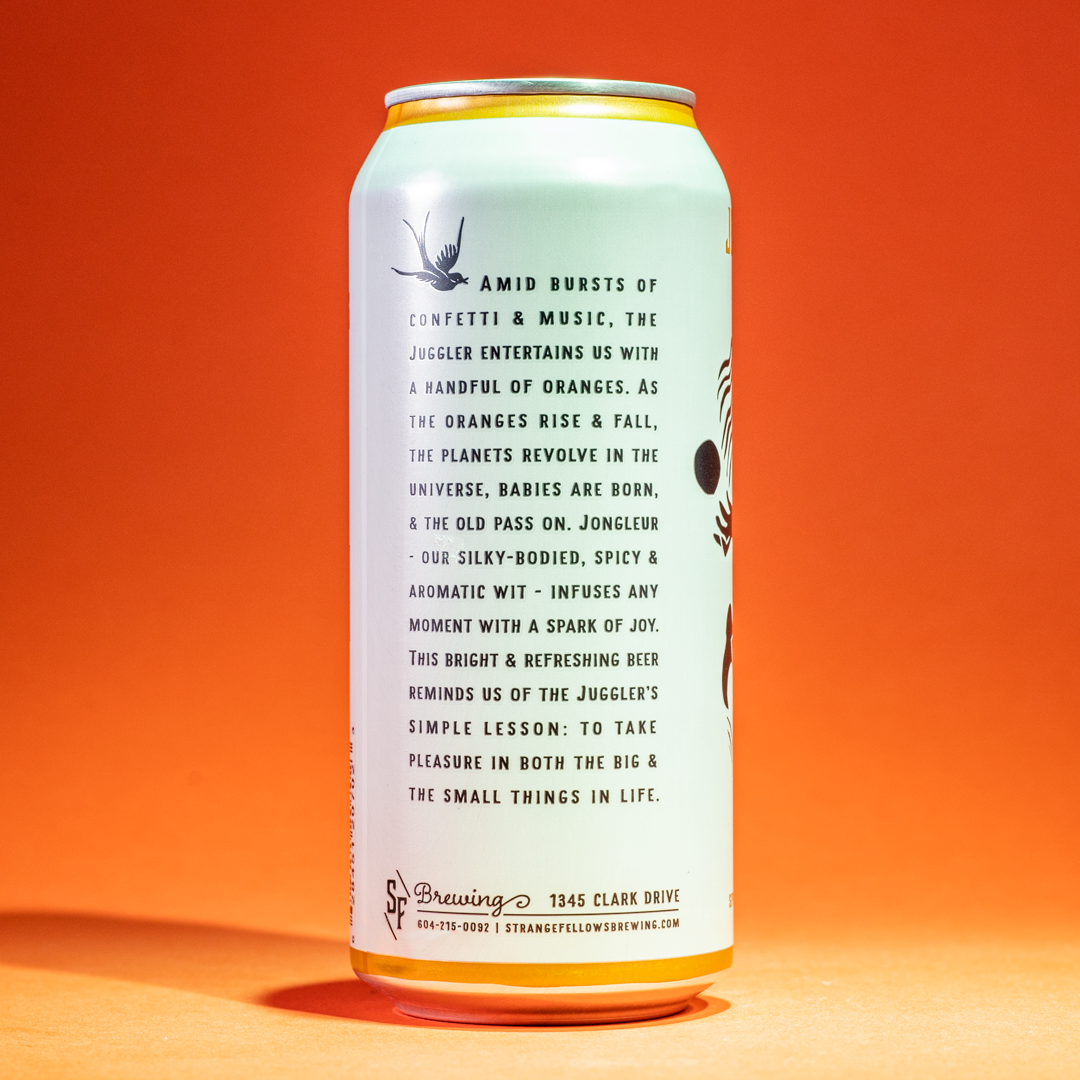 AMID BURSTS OF
CONFETTI & MUSIC, THE
JUGGLER ENTERTAINS US WITH
A HANDFUL OF ORANGES. AS
THE ORANGES RISE & FALL,
THE PLANETS REVOLVE IN THE
UNIVERSE, BABIES ARE BORN,
& THE OLD PASS ON. JONGLEUR
- OUR SILKY-BODIED, SPICY &
AROMATIC WIT - INFUSES ANY
MOMENT WITH A SPARK OF JOY.
THIS BRIGHT & REFRESHING BEER
REMINDS US OF THE JUGGLER'S
SIMPLE LESSON: TO TAKE
PLEASURE IN BOTH THE BIG &
THE SMALL THINGS IN LIFE.
SF Brewing 1345 CLARK DRIVE
604-215-0092 | STRANGEFELLOWSBREWING.COM